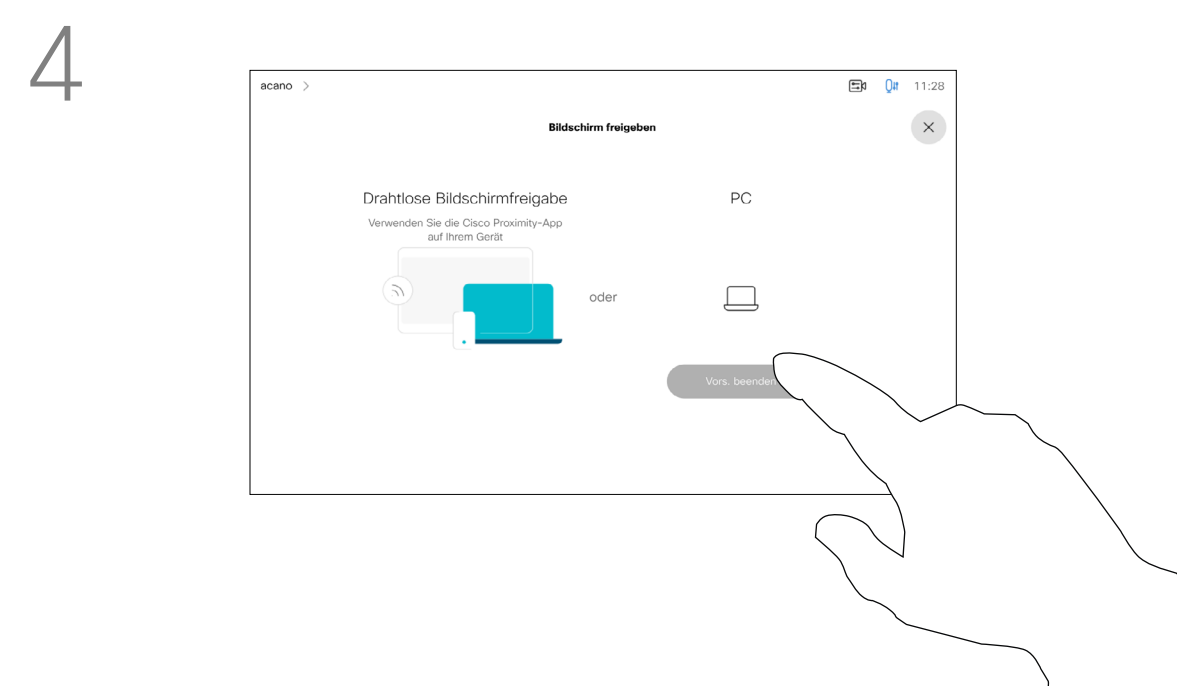 4
acano
11:28
Bildschirm freigeben
Drahtlose Bildschirmfreigabe
Verwenden Sie die Cisco Proximity-App
auf Ihrem Gerät
oder
PC
Vors. beenden